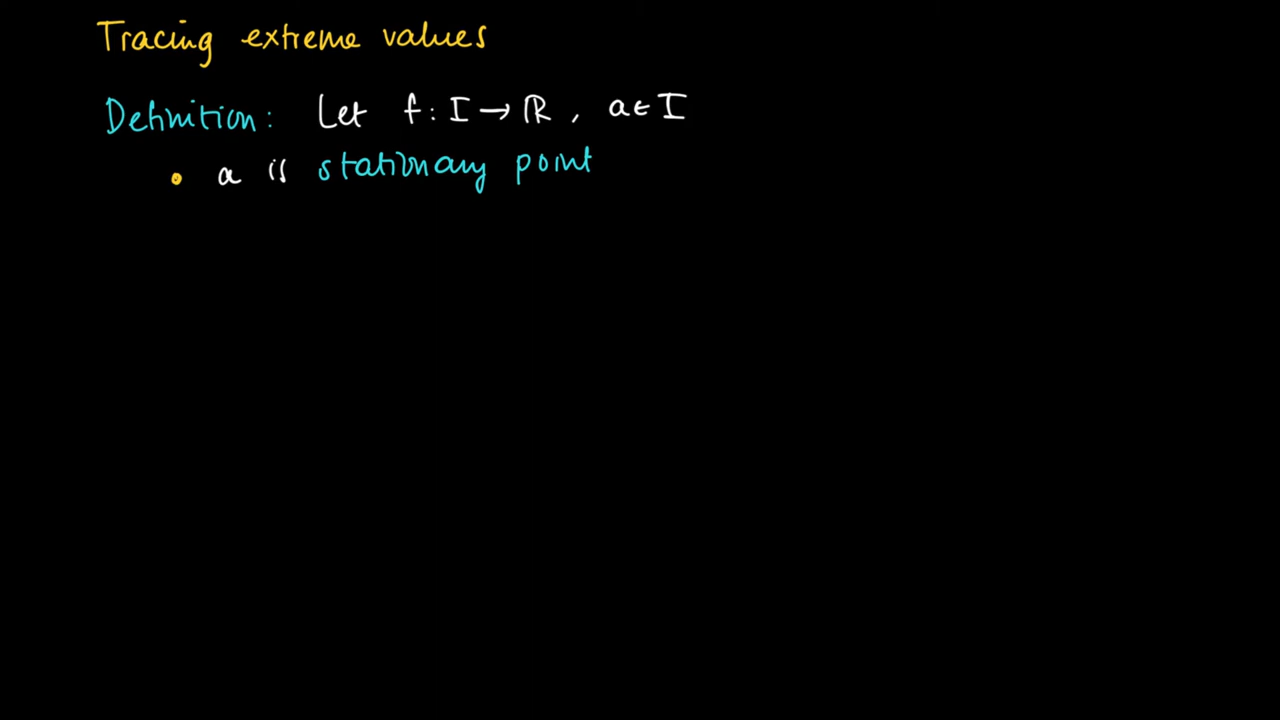 Tracing extreme values
Definition: Let f: I → ℝ, a ∈ I
• a is stationary point